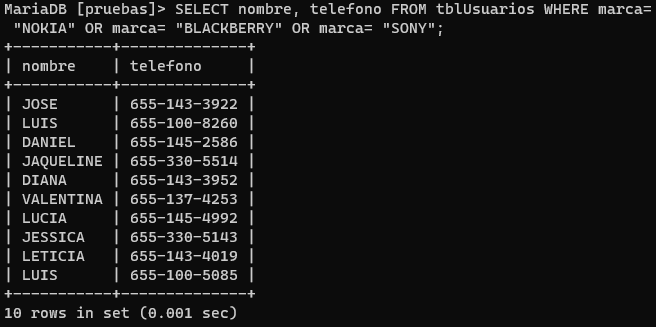 MariaDB [pruebas]> SELECT nombre, telefono FROM tblUsuarios WHERE marca=
 "NOKIA" OR marca= "BLACKBERRY" OR marca= "SONY";
+-----------+--------------+
| nombre    | telefono     |
+-----------+--------------+
| JOSE      | 655-143-3922 |
| LUIS      | 655-100-8260 |
| DANIEL    | 655-145-2586 |
| JAQUELINE | 655-330-5514 |
| DIANA     | 655-143-3952 |
| VALENTINA | 655-137-4253 |
| LUCIA     | 655-145-4992 |
| JESSICA   | 655-330-5143 |
| LETICIA   | 655-143-4019 |
| LUIS      | 655-100-5085 |
+-----------+--------------+
10 rows in set (0.001 sec)